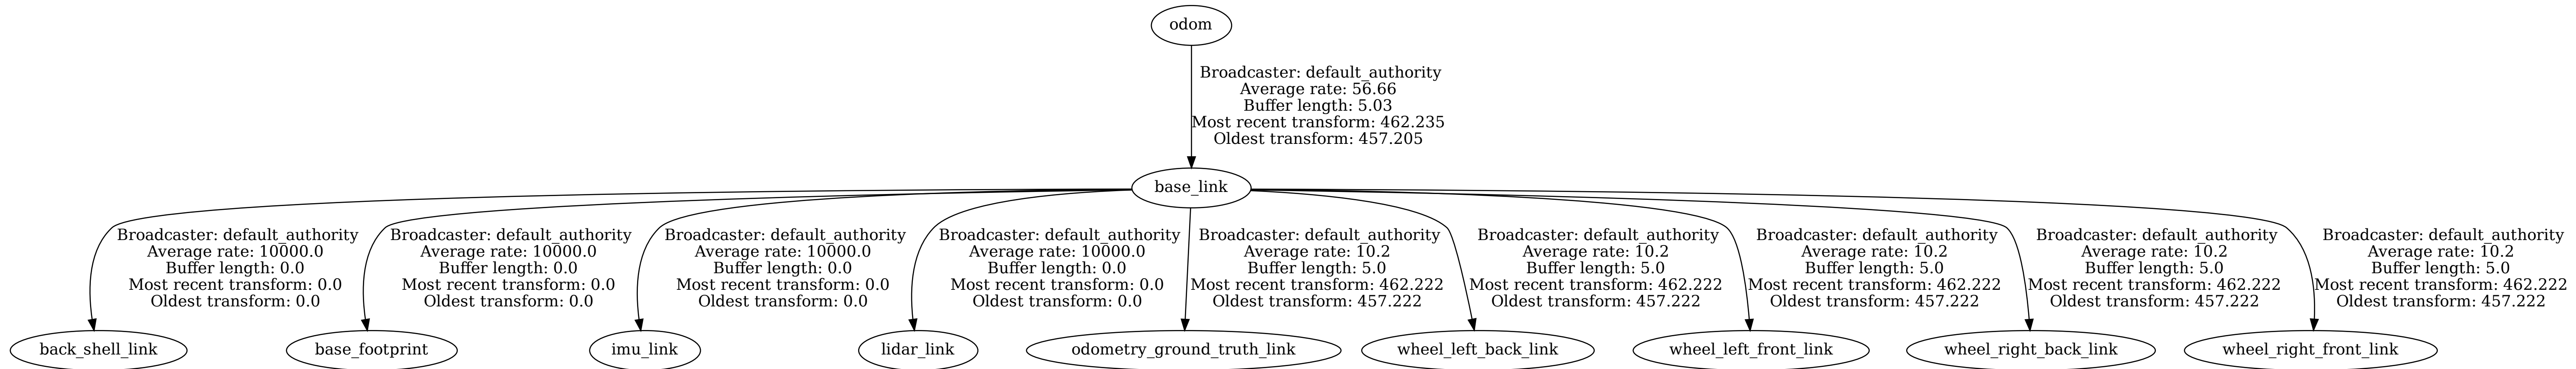 odom
Broadcaster: default_authority
Average rate: 56.66
Buffer length: 5.03
Most recent transform: 462.235
Oldest transform: 457.205
base_link
Broadcaster: default_authority
Average rate: 10000.0
Buffer length: 0.0
Most recent transform: 0.0
Oldest transform: 0.0
Broadcaster: default_authority
Average rate: 10000.0
Buffer length: 0.0
Most recent transform: 0.0
Oldest transform: 0.0
Broadcaster: default_authority
Average rate: 10000.0
Buffer length: 0.0
Most recent transform: 0.0
Oldest transform: 0.0
Broadcaster: default_authority
Average rate: 10000.0
Buffer length: 0.0
Most recent transform: 0.0
Oldest transform: 0.0
Broadcaster: default_authority
Average rate: 10.2
Buffer length: 5.0
Most recent transform: 462.222
Oldest transform: 457.222
Broadcaster: default_authority
Average rate: 10.2
Buffer length: 5.0
Most recent transform: 462.222
Oldest transform: 457.222
Broadcaster: default_authority
Average rate: 10.2
Buffer length: 5.0
Most recent transform: 462.222
Oldest transform: 457.222
Broadcaster: default_authority
Average rate: 10.2
Buffer length: 5.0
Most recent transform: 462.222
Oldest transform: 457.222
Broadcaster: default_authority
Average rate: 10.2
Buffer length: 5.0
Most recent transform: 462.222
Oldest transform: 457.222
back_shell_link
base_footprint
imu_link
lidar_link
odometry_ground_truth_link
wheel_left_back_link
wheel_left_front_link
wheel_right_back_link
wheel_right_front_link